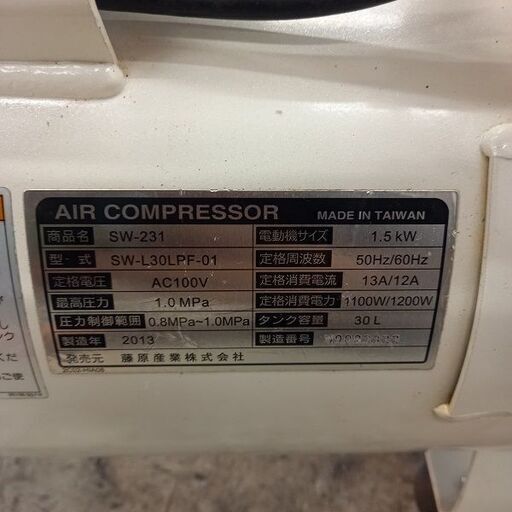 AIR COMPRESSOR MADE IN TAIWAN
商品名 SW-231 電動機サイズ 1.5 kW
型・式 SW-L30LPF-01 定格周波数 50Hz/60Hz
定格電圧 AC100V 定格消費電流 13A/12A
最高圧力 1.0 MPa 定格消費電力 1100W/1200W
圧力制御範囲 0.8MPa~1.0MPa タンク容量 30 L
製造年 2013 製造番号
発売元 藤原産業株式会社